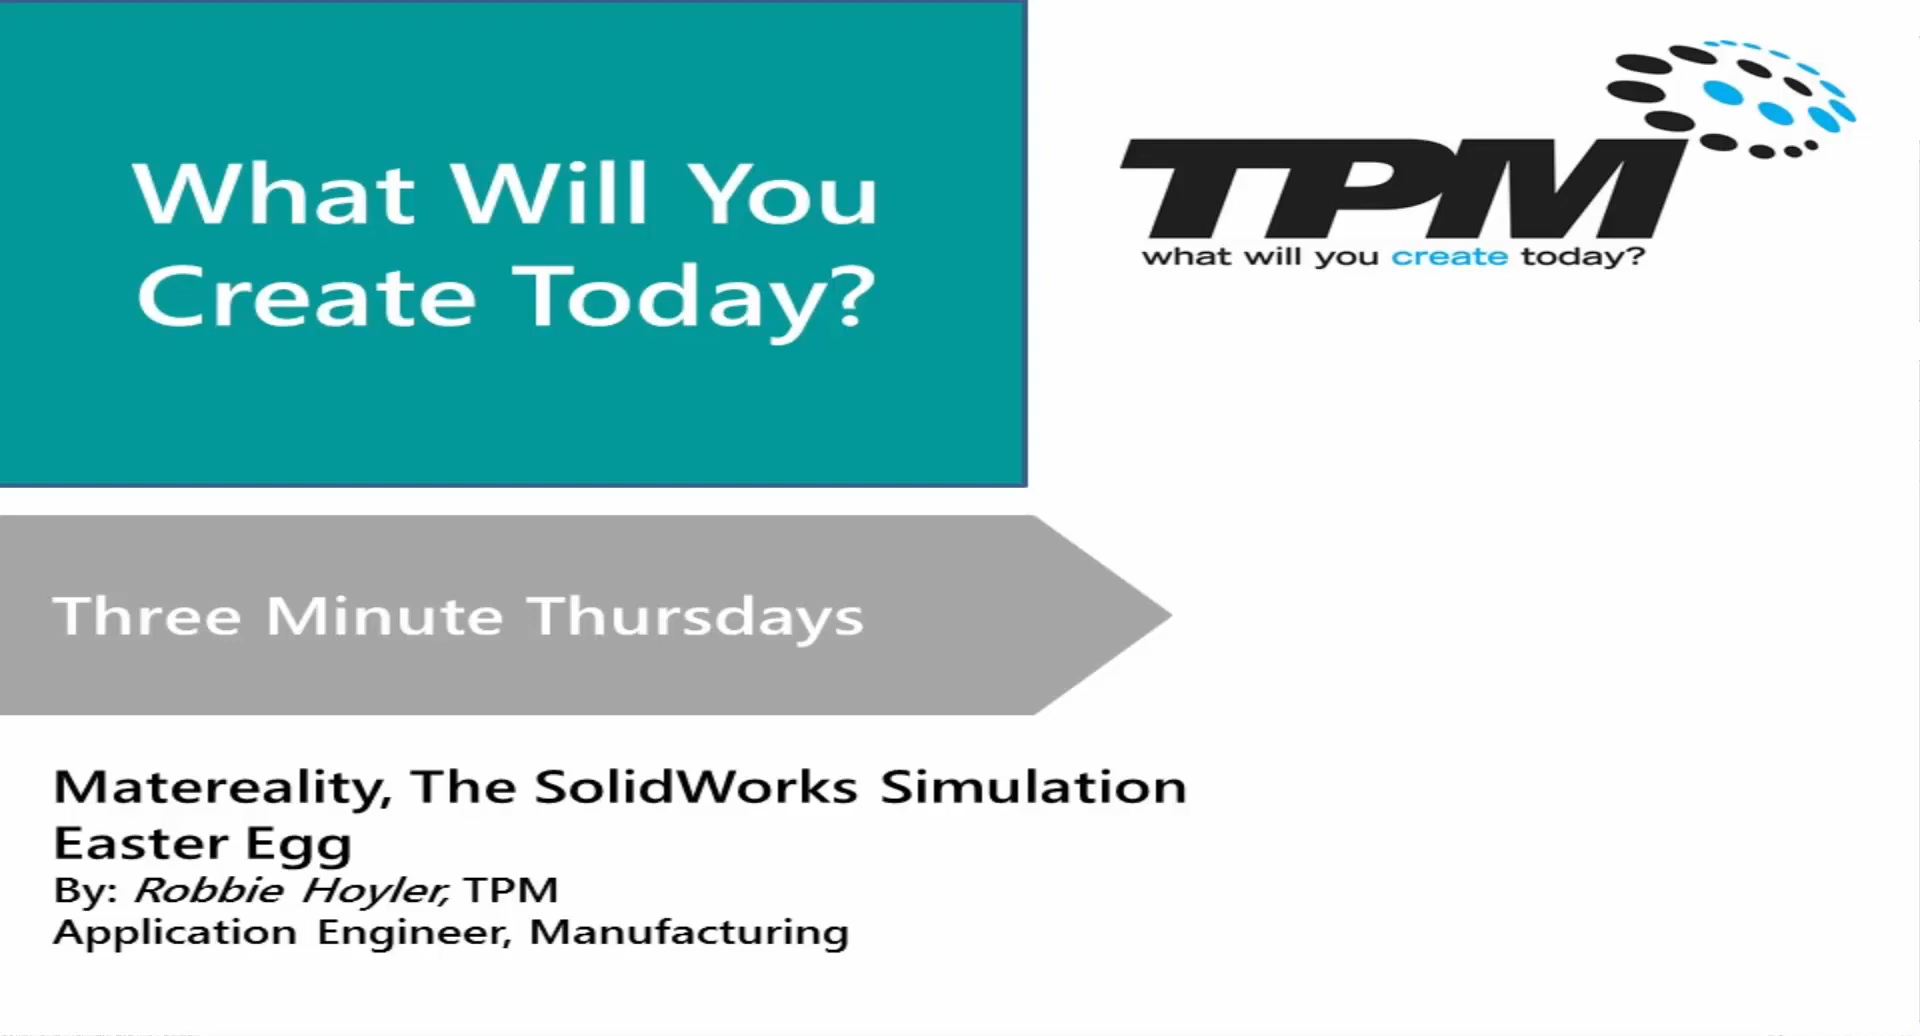 What Will You
Create Today?
TPM
what will you create today?
Three Minute Thursdays
Matereality, The SolidWorks Simulation
Easter Egg
By: Robbie Hoyler, TPM
Application Engineer, Manufacturing